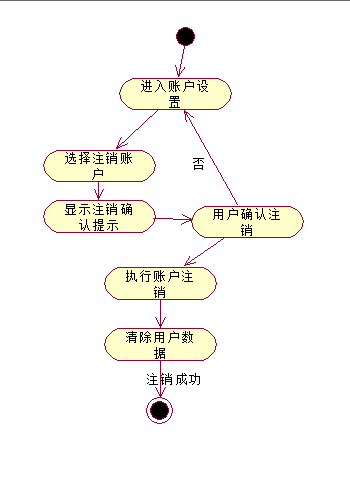 进入账户设
置
否
选择注销账
户
显示注销确
认提示
用户确认注
销
执行账户注
销
清除用户数
据
注销成功